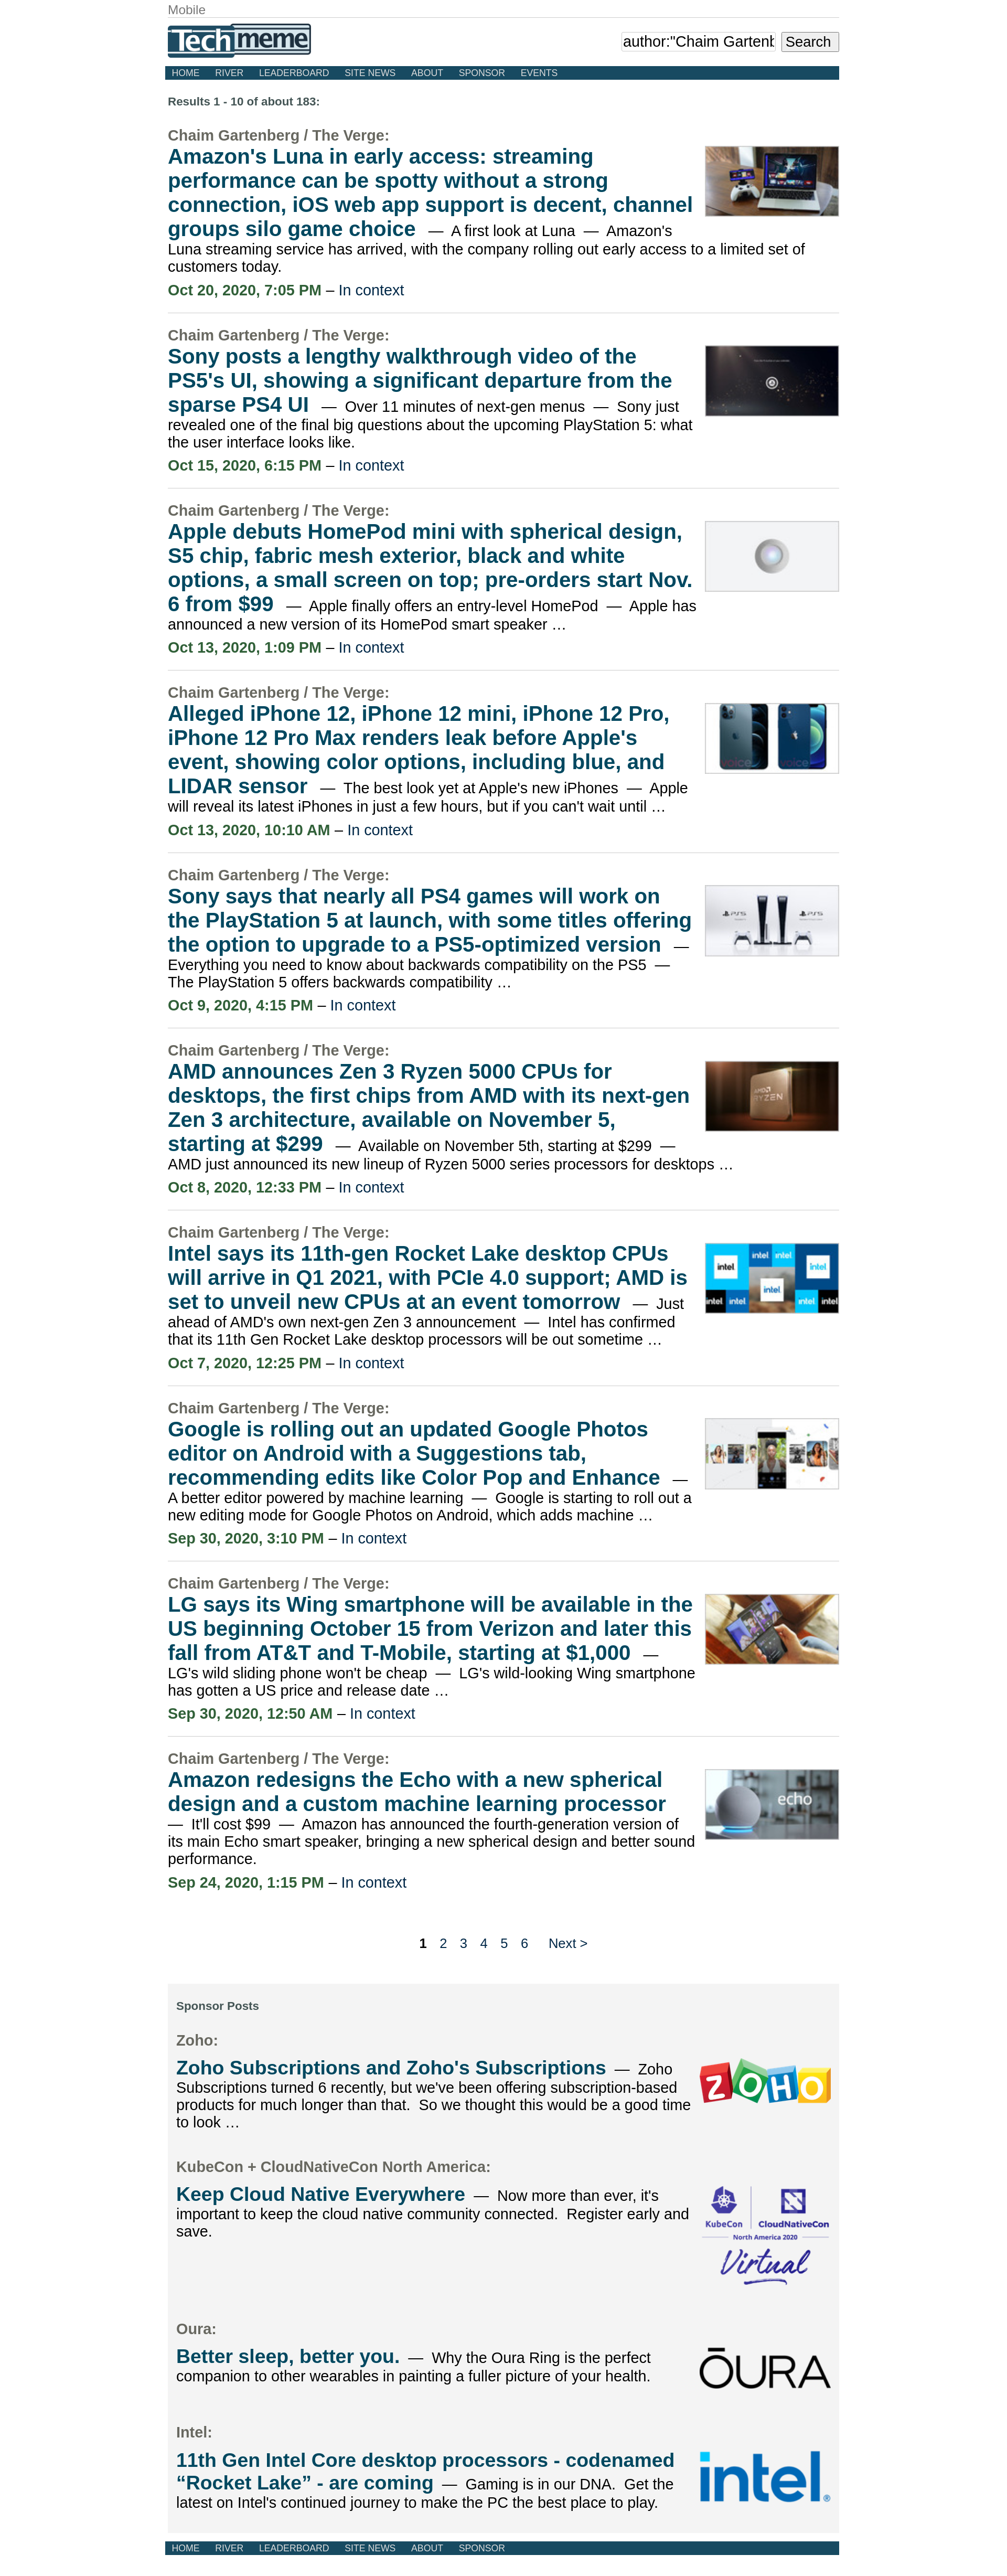 Mobile
Techmeme
author:"Chaim Gartenb
Search
HOME RIVER LEADERBOARD SITE NEWS ABOUT SPONSOR EVENTS
Results 1 - 10 of about 183:
Chaim Gartenberg / The Verge:
Amazon's Luna in early access: streaming
performance can be spotty without a strong
connection, iOS web app support is decent, channel
groups silo game choice — A first look at Luna — Amazon's
Luna streaming service has arrived, with the company rolling out early access to a limited set of
customers today.
Oct 20, 2020, 7:05 PM – In context
Chaim Gartenberg / The Verge:
Sony posts a lengthy walkthrough video of the
PS5's UI, showing a significant departure from the
sparse PS4 UI — Over 11 minutes of next-gen menus — Sony just
revealed one of the final big questions about the upcoming PlayStation 5: what
the user interface looks like.
Oct 15, 2020, 6:15 PM – In context
Chaim Gartenberg / The Verge:
Apple debuts HomePod mini with spherical design,
S5 chip, fabric mesh exterior, black and white
options, a small screen on top; pre-orders start Nov.
6 from $99 — Apple finally offers an entry-level HomePod — Apple has
announced a new version of its HomePod smart speaker …
Oct 13, 2020, 1:09 PM – In context
Chaim Gartenberg / The Verge:
Alleged iPhone 12, iPhone 12 mini, iPhone 12 Pro,
iPhone 12 Pro Max renders leak before Apple's
event, showing color options, including blue, and
LIDAR sensor — The best look yet at Apple's new iPhones — Apple
will reveal its latest iPhones in just a few hours, but if you can't wait until …
Oct 13, 2020, 10:10 AM – In context
Chaim Gartenberg / The Verge:
Sony says that nearly all PS4 games will work on
the PlayStation 5 at launch, with some titles offering
the option to upgrade to a PS5-optimized version —
Everything you need to know about backwards compatibility on the PS5 —
The PlayStation 5 offers backwards compatibility …
Oct 9, 2020, 4:15 PM – In context
PS5 PS5
Chaim Gartenberg / The Verge:
AMD announces Zen 3 Ryzen 5000 CPUs for
desktops, the first chips from AMD with its next-gen
Zen 3 architecture, available on November 5,
starting at $299 — Available on November 5th, starting at $299 —
AMD just announced its new lineup of Ryzen 5000 series processors for desktops …
Oct 8, 2020, 12:33 PM – In context
AMD
RYZEN
Chaim Gartenberg / The Verge:
Intel says its 11th-gen Rocket Lake desktop CPUs
will arrive in Q1 2021, with PCIe 4.0 support; AMD is
set to unveil new CPUs at an event tomorrow — Just
ahead of AMD's own next-gen Zen 3 announcement — Intel has confirmed
that its 11th Gen Rocket Lake desktop processors will be out sometime …
Oct 7, 2020, 12:25 PM – In context
intel intel
intel intel
intel
intel intel intel intel
Chaim Gartenberg / The Verge:
Google is rolling out an updated Google Photos
editor on Android with a Suggestions tab,
recommending edits like Color Pop and Enhance —
A better editor powered by machine learning — Google is starting to roll out a
new editing mode for Google Photos on Android, which adds machine …
Sep 30, 2020, 3:10 PM – In context
Chaim Gartenberg / The Verge:
LG says its Wing smartphone will be available in the
US beginning October 15 from Verizon and later this
fall from AT&T and T-Mobile, starting at $1,000 —
LG's wild sliding phone won't be cheap — LG's wild-looking Wing smartphone
has gotten a US price and release date …
Sep 30, 2020, 12:50 AM – In context
Chaim Gartenberg / The Verge:
Amazon redesigns the Echo with a new spherical
design and a custom machine learning processor
— It'll cost $99 — Amazon has announced the fourth-generation version of
its main Echo smart speaker, bringing a new spherical design and better sound
performance.
Sep 24, 2020, 1:15 PM – In context
echo
1 2 3 4 5 6 Next >
Sponsor Posts
Zoho:
Zoho Subscriptions and Zoho's Subscriptions — Zoho
Subscriptions turned 6 recently, but we've been offering subscription-based
products for much longer than that. So we thought this would be a good time
to look …
ZOHO
KubeCon + CloudNativeCon North America:
Keep Cloud Native Everywhere — Now more than ever, it's
important to keep the cloud native community connected. Register early and
save.
KubeCon CloudNativeCon
North America 2020
Virtual
Oura:
Better sleep, better you. — Why the Oura Ring is the perfect
companion to other wearables in painting a fuller picture of your health.
ŌURA
Intel:
11th Gen Intel Core desktop processors - codenamed
“Rocket Lake” - are coming — Gaming is in our DNA. Get the
latest on Intel's continued journey to make the PC the best place to play.
intel®
HOME RIVER LEADERBOARD SITE NEWS ABOUT SPONSOR